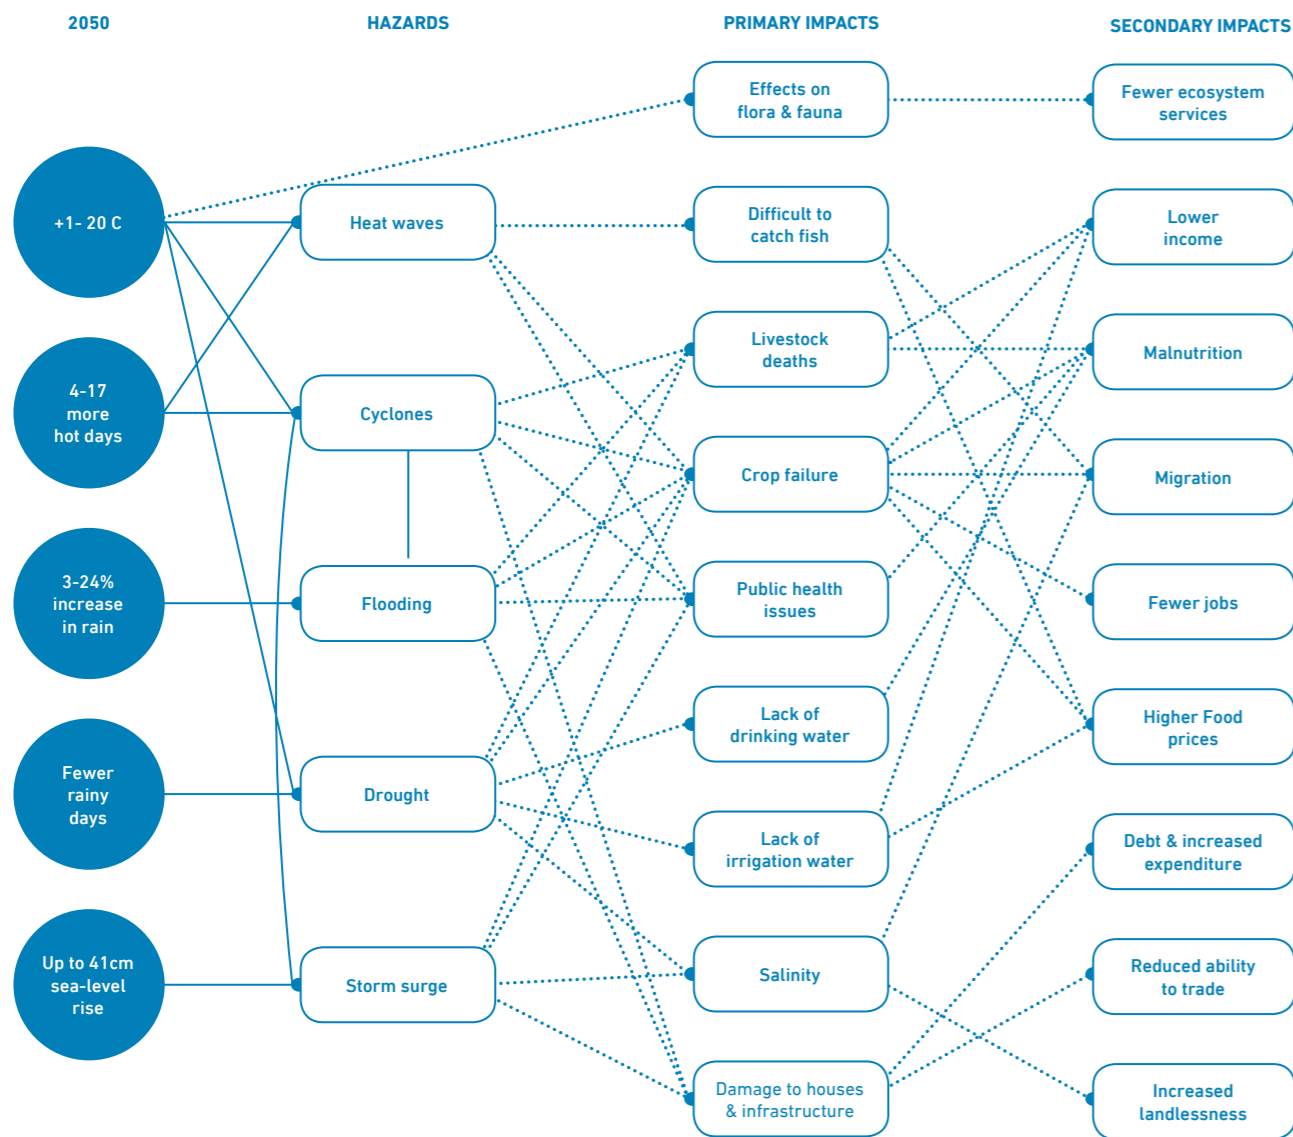 2050
HAZARDS
PRIMARY IMPACTS
SECONDARY IMPACTS
+1- 20 C
4-17
more
hot days
3-24%
increase
in rain
Fewer
rainy
days
Up to 41cm
sea-level
rise
Heat waves
Cyclones
Flooding
Drought
Storm surge
Effects on
flora & fauna
Difficult to
catch fish
Livestock
deaths
Crop failure
Public health
issues
Lack of
drinking water
Lack of
irrigation water
Salinity
Damage to houses
& infrastructure
Fewer ecosystem
services
Lower
income
Malnutrition
Migration
Fewer jobs
Higher Food
prices
Debt & increased
expenditure
Reduced ability
to trade
Increased
landlessness